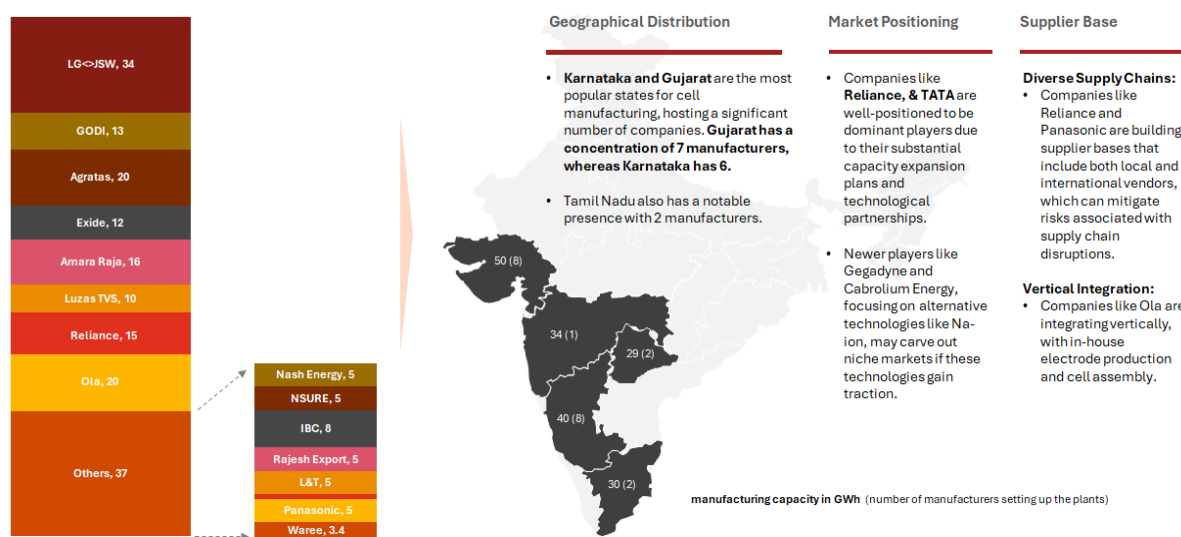 LG<>JSW, 34
GODI, 13
Agratas, 20
Exide, 12
Amara Raja, 16
Luzas TVS, 10
Reliance, 15
Ola, 20
Others, 37
Nash Energy, 5
NSURE, 5
IBC, 8
Rajesh Export, 5
L&T, 5
Panasonic, 5
Waree, 3.4
Geographical Distribution
• Karnataka and Gujarat are the most
popular states for cell
manufacturing, hosting a significant
number of companies. Gujarat has a
concentration of 7 manufacturers,
whereas Karnataka has 6.
• Tamil Nadu also has a notable
presence with 2 manufacturers.
50 (8)
34 (1)
29 (2)
40 (8)
30 (2)
Market Positioning
• Companies like
Reliance, & TATA are
well-positioned to be
dominant players due
to their substantial
capacity expansion
plans and
technological
partnerships.
• Newer players like
Gegadyne and
Cabrolium Energy,
focusing on alternative
technologies like Na-
ion, may carve out
niche markets if these
technologies gain
traction.
Supplier Base
Diverse Supply Chains:
• Companies like
Reliance and
Panasonic are building
supplier bases that
include both local and
international vendors,
which can mitigate
risks associated with
supply chain
disruptions.
Vertical Integration:
• Companies like Ola are
integrating vertically,
with in-house
electrode production
and cell assembly.
manufacturing capacity in GWh (number of manufacturers setting up the plants)